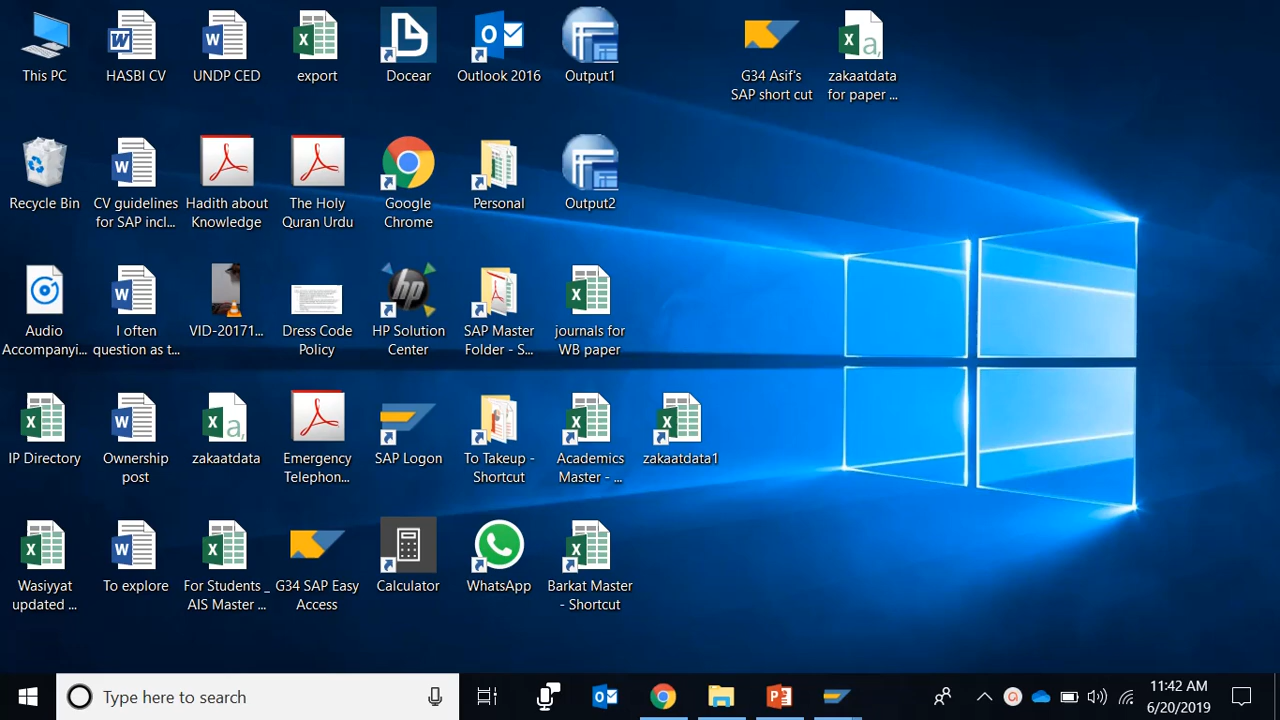 This PC
HASBI CV
UNDP CED
export
Docear
Outlook 2016
Output1
G34 Asif's
SAP short cut
zakaatdata
for paper ...
Recycle Bin
CV guidelines
for SAP incl...
Hadith about
Knowledge
The Holy
Quran Urdu
Google
Chrome
Personal
Output2
Audio
Accompanyi...
I often
question as t...
VID-20171...
Dress Code
Policy
HP Solution
Center
SAP Master
Folder - S...
journals for
WB paper
IP Directory
Ownership
post
zakaatdata
Emergency
Telephon...
SAP Logon
To Takeup -
Shortcut
Academics
Master - ...
zakaatdata1
Wasiyyat
updated ...
To explore
For Students _
AIS Master ...
G34 SAP Easy
Access
Calculator
WhatsApp
Barkat Master
- Shortcut
Type here to search
11:42 AM
6/20/2019